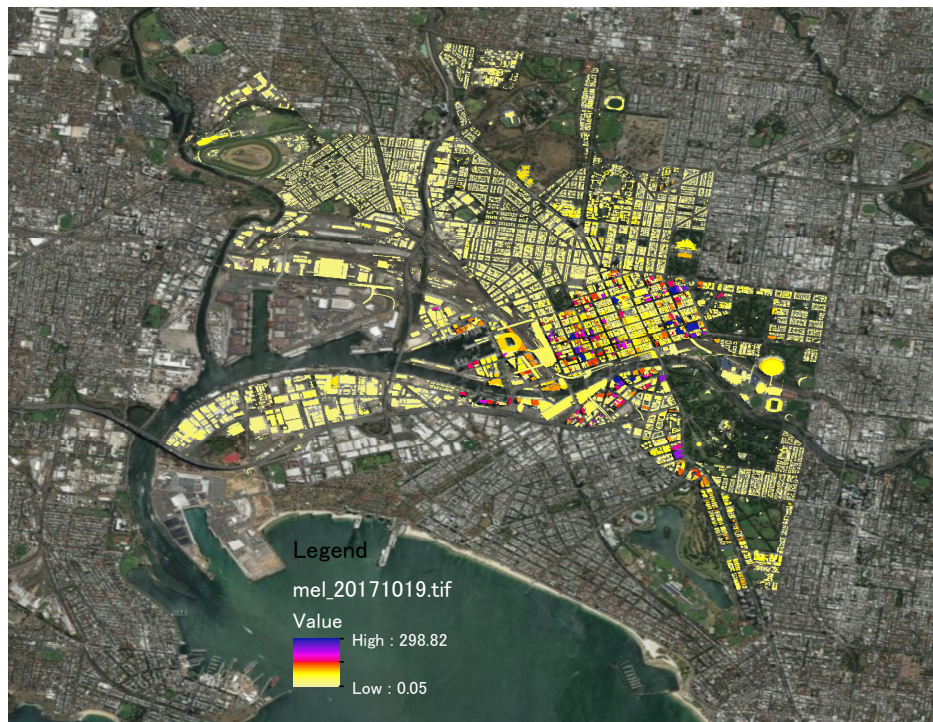 Legend
mel_20171019.tif
Value
High : 298.82
Low : 0.05